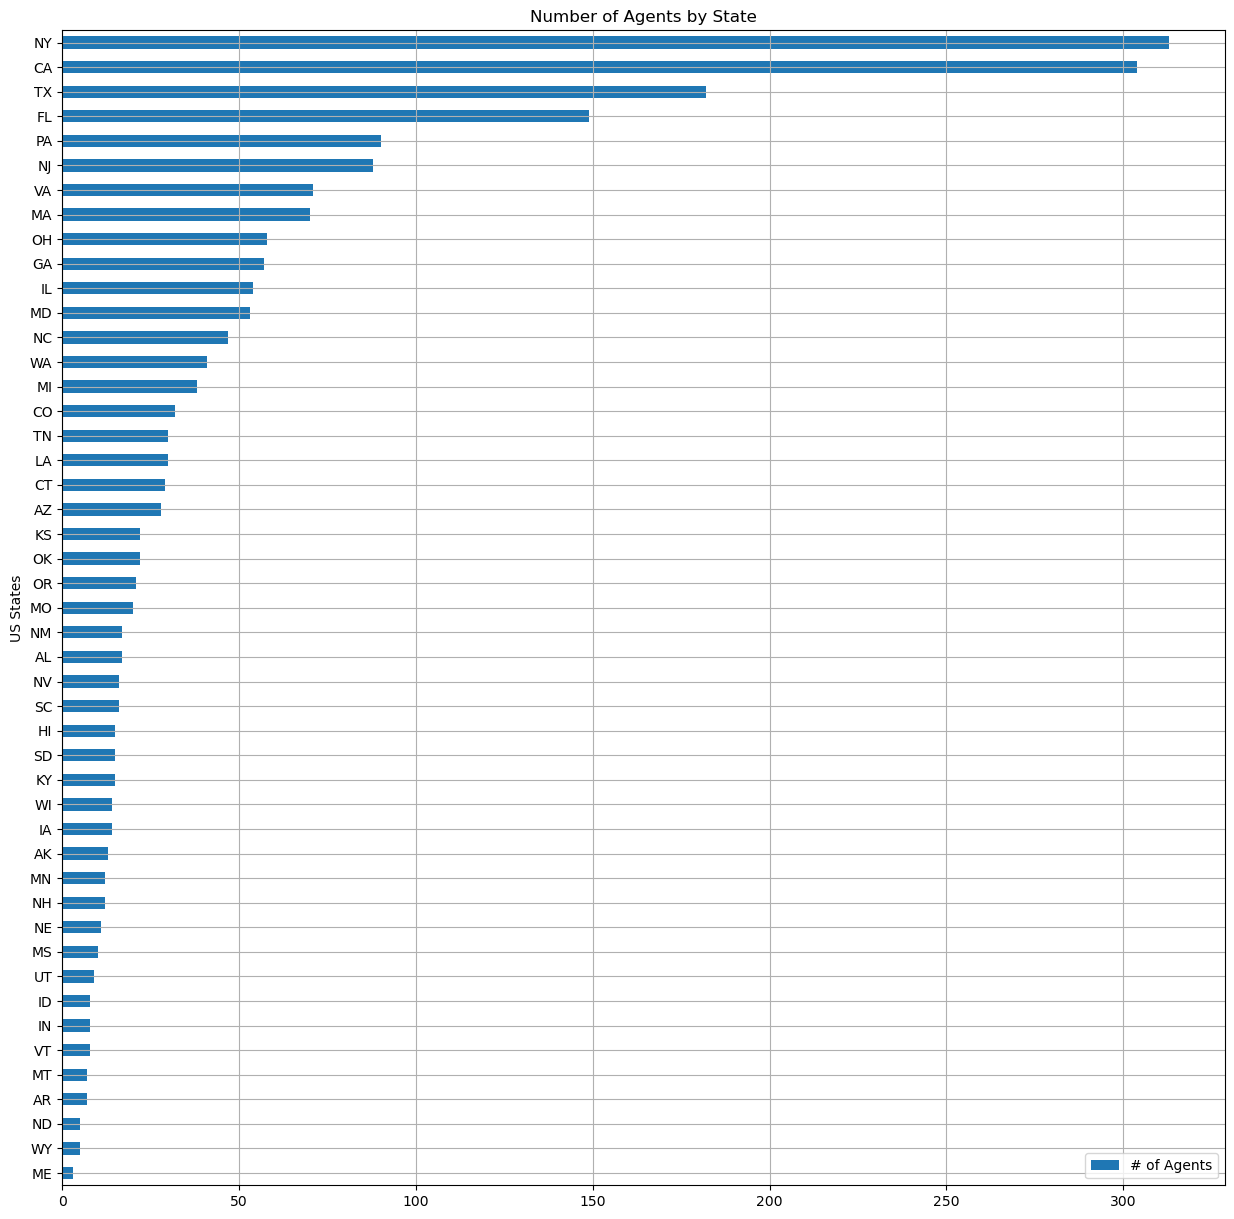 Number of Agents by State
NY
CA
TX
FL
PA
NJ
VA
MA
OH
GA
IL
MD
NC
WA
MI
CO
TN
LA
CT
AZ
KS
OK
OR
MO
NM
AL
NV
SC
HI
SD
KY
WI
IA
AK
MN
NH
NE
MS
UT
ID
IN
VT
MT
AR
ND
WY
ME
US States
# of Agents
0 50 100 150 200 250 300